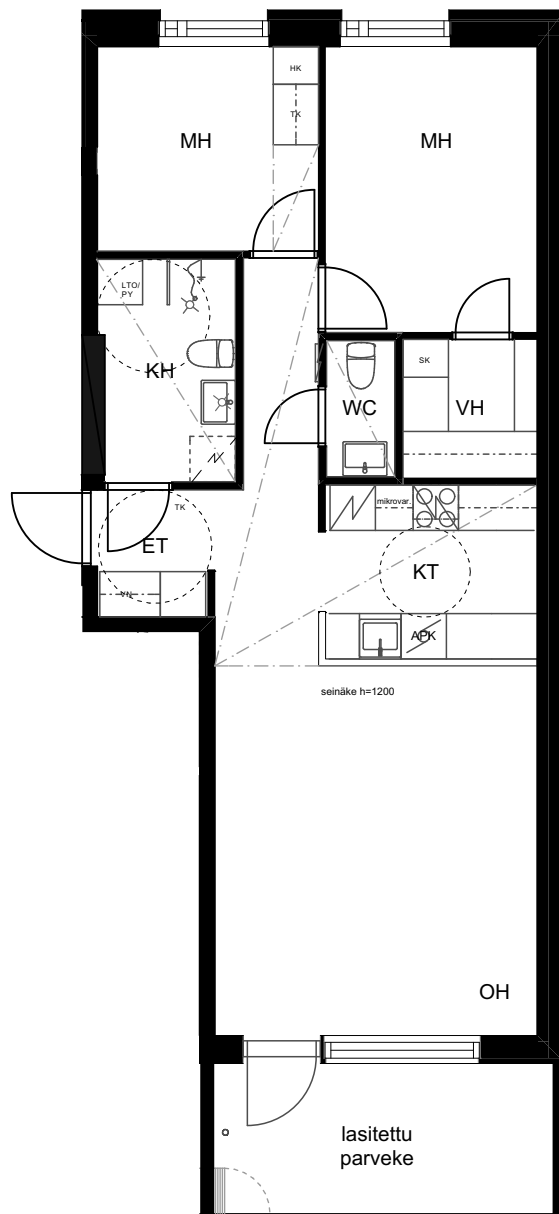 HK
TK
MH
MH
LTO/
PY
KH
WC
SK
VH
TK
ET
mikrovar.
KT
APK
seinäke h=1200
OH
lasitettu
parveke